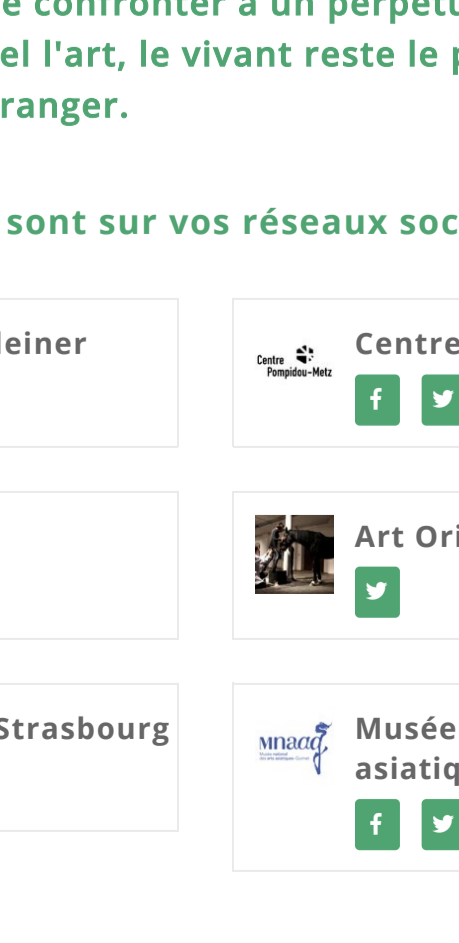 e confronter à un perpétu
el l'art, le vivant reste le p
ranger.
sont sur vos réseaux soc
leiner
Centre
Pompidou-Metz
Centre
Art Ori
Strasbourg
mnaag
Musée
asiatiq